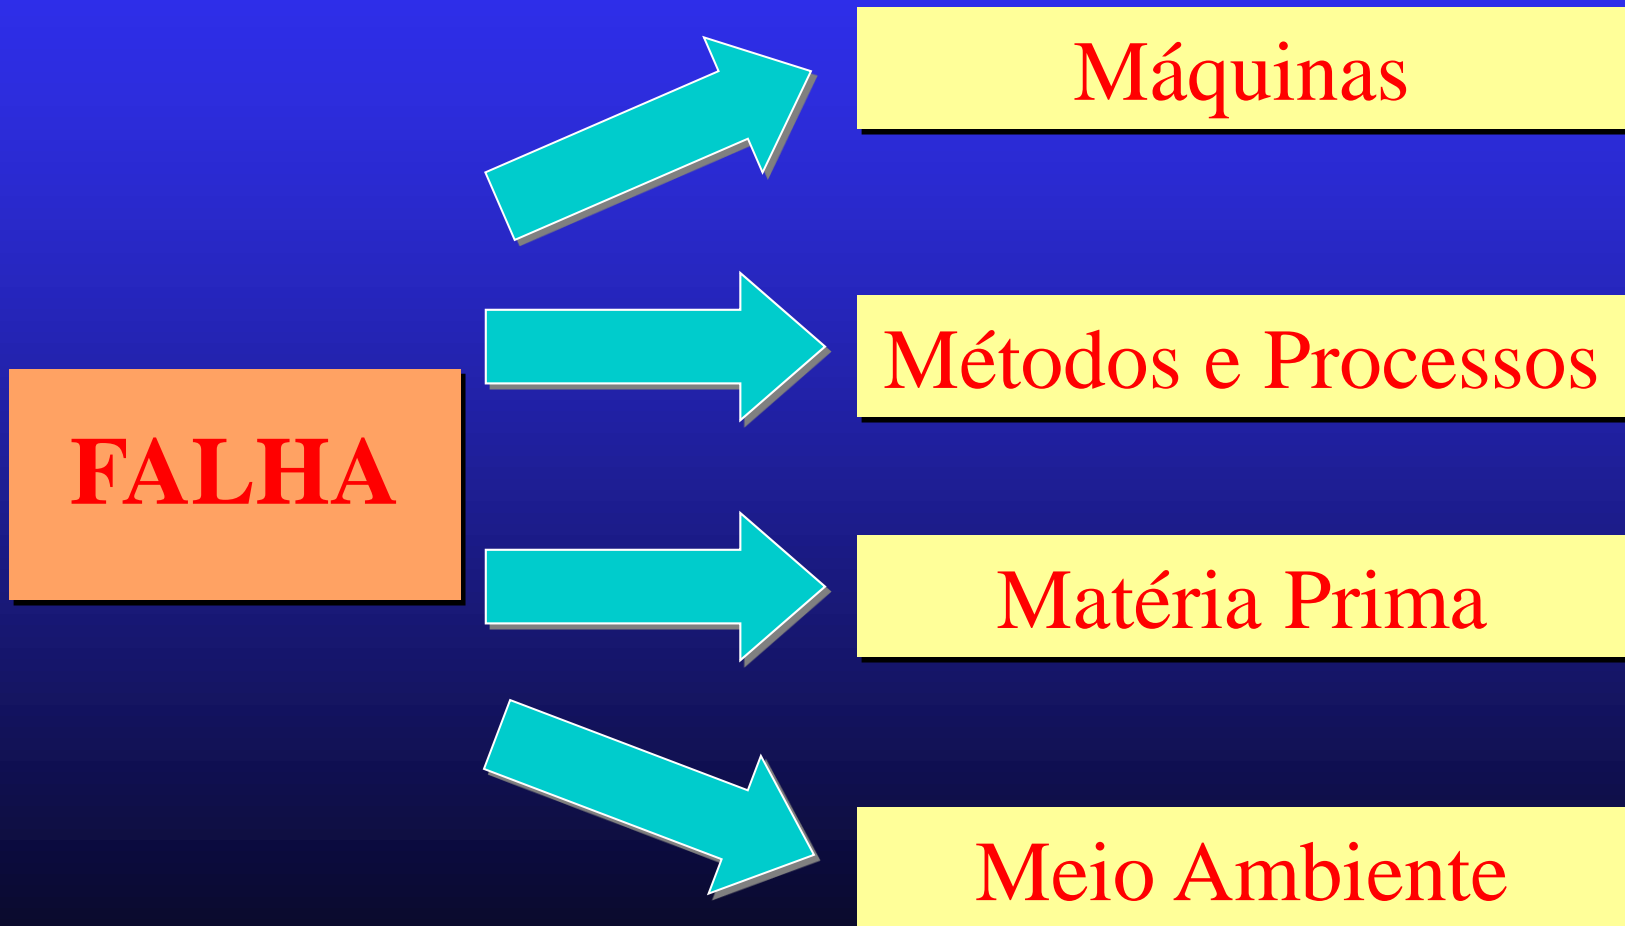 Máquinas
Métodos e Processos
FALHA
Matéria Prima
Meio Ambiente